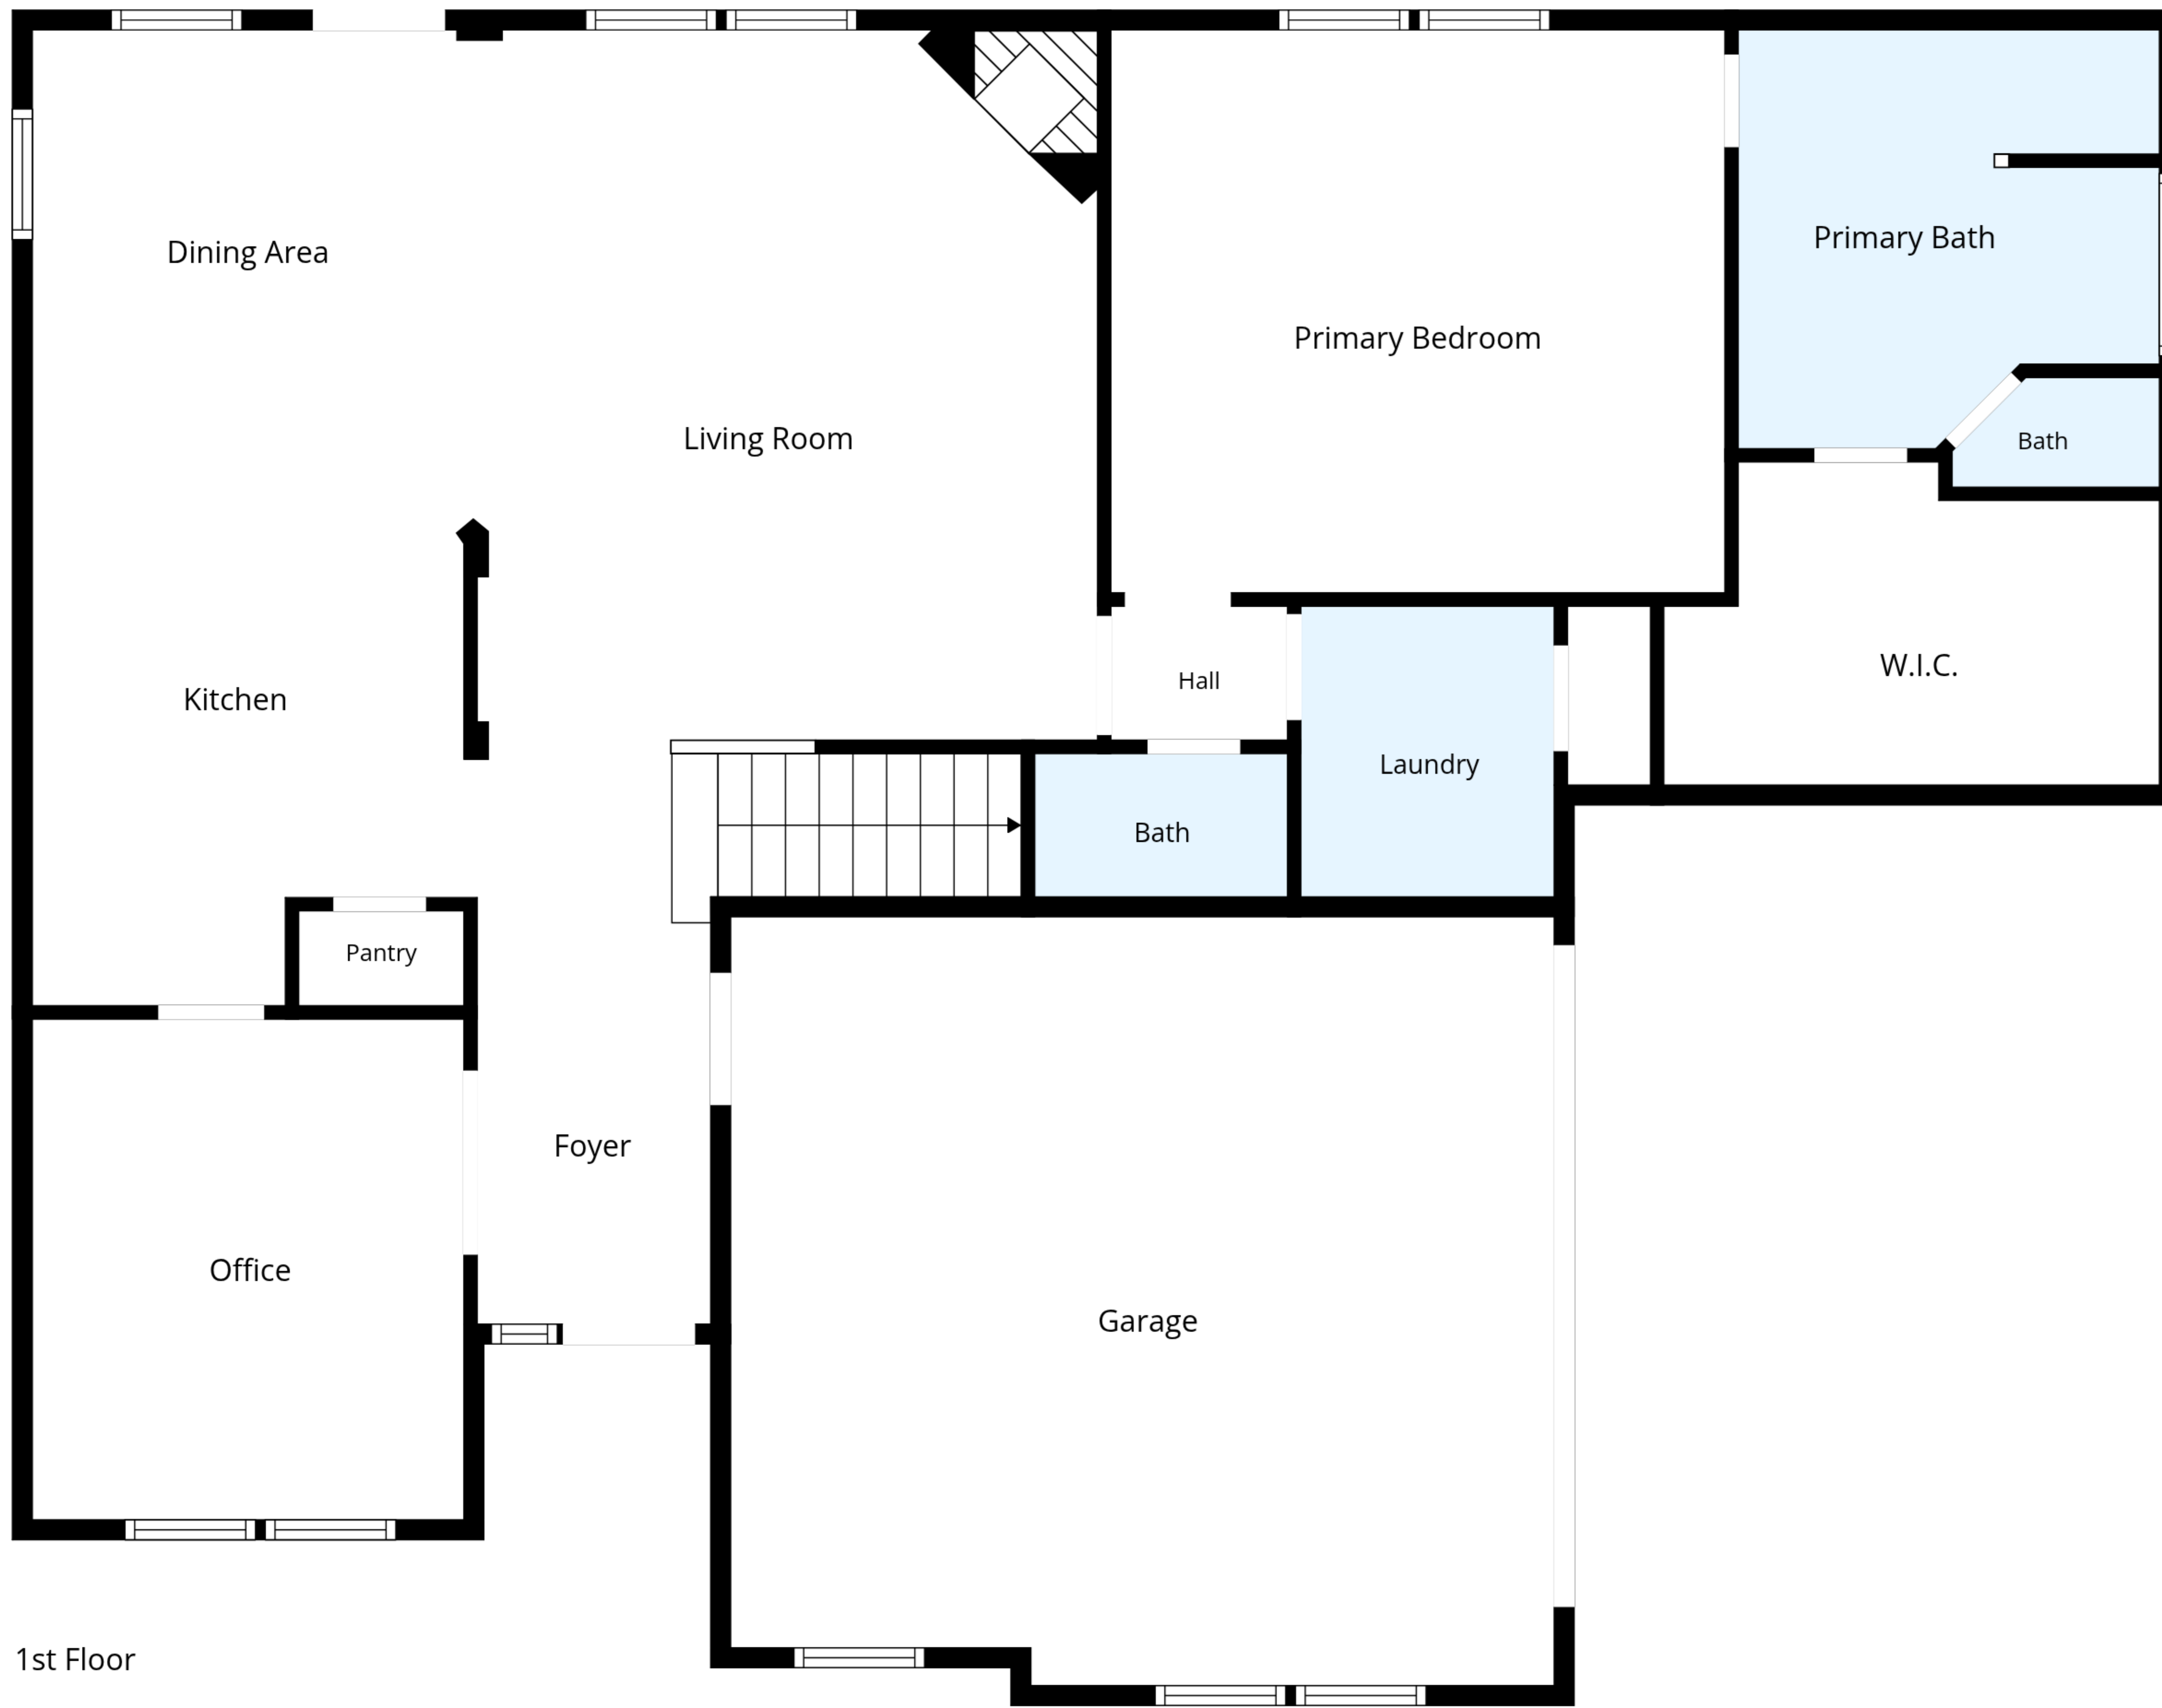 Primary Bath
Dining Area
Primary Bedroom
Living Room
Bath
W.I.C.
Hall
Kitchen
Laundry
Bath
Pantry
Foyer
Office
Garage
1st Floor